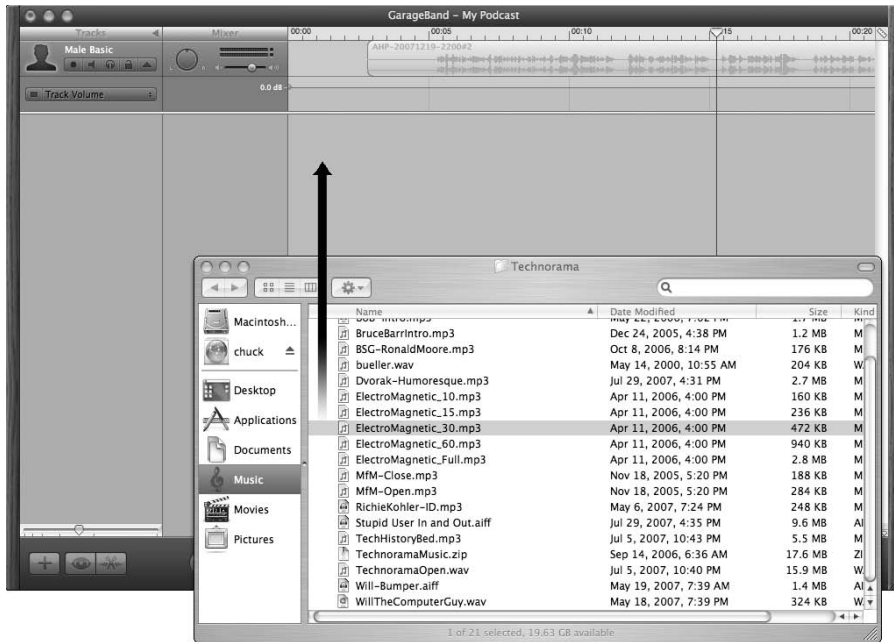 GarageBand – My Podcast
Tracks
Mixer
00:00
00:05
00:10
15
00:20
Male Basic
AHP-20071219-2200#2
Track Volume
0.0 dB
Technorama
Name
Date Modified
Size
Kind
BruceBarrIntro.mp3 Dec 24, 2005, 4:38 PM 1.2 MB M
BSG-RonaldMoore.mp3 Oct 8, 2006, 8:14 PM 176 KB M
bueller.wav May 14, 2000, 10:55 AM 204 KB W
Dvorak-Humoresque.mp3 Jul 29, 2007, 4:31 PM 2.7 MB M
ElectroMagnetic_10.mp3 Apr 11, 2006, 4:00 PM 160 KB M
ElectroMagnetic_15.mp3 Apr 11, 2006, 4:00 PM 236 KB M
ElectroMagnetic_30.mp3 Apr 11, 2006, 4:00 PM 472 KB M
ElectroMagnetic_60.mp3 Apr 11, 2006, 4:00 PM 940 KB M
ElectroMagnetic_Full.mp3 Apr 11, 2006, 4:00 PM 2.8 MB M
MfM-Close.mp3 Nov 18, 2005, 5:20 PM 188 KB M
MfM-Open.mp3 Nov 18, 2005, 5:20 PM 284 KB M
RichieKohler-ID.mp3 May 6, 2007, 7:24 PM 248 KB M
Stupid User In and Out.aiff Jul 29, 2007, 4:35 PM 9.6 MB AI
TechHistoryBed.mp3 Jul 5, 2007, 10:43 PM 5.5 MB M
TechnoramaMusic.zip Sep 14, 2006, 6:36 AM 17.6 MB ZI
TechnoramaOpen.wav Jul 5, 2007, 10:40 PM 15.9 MB W
Will-Bumper.aiff May 19, 2007, 7:39 AM 1.4 MB AI
WillTheComputerGuy.wav May 18, 2007, 7:39 PM 324 KB W
Macintosh...
chuck
Desktop
Applications
Documents
Music
Movies
Pictures
1 of 21 selected, 19.63 GB available